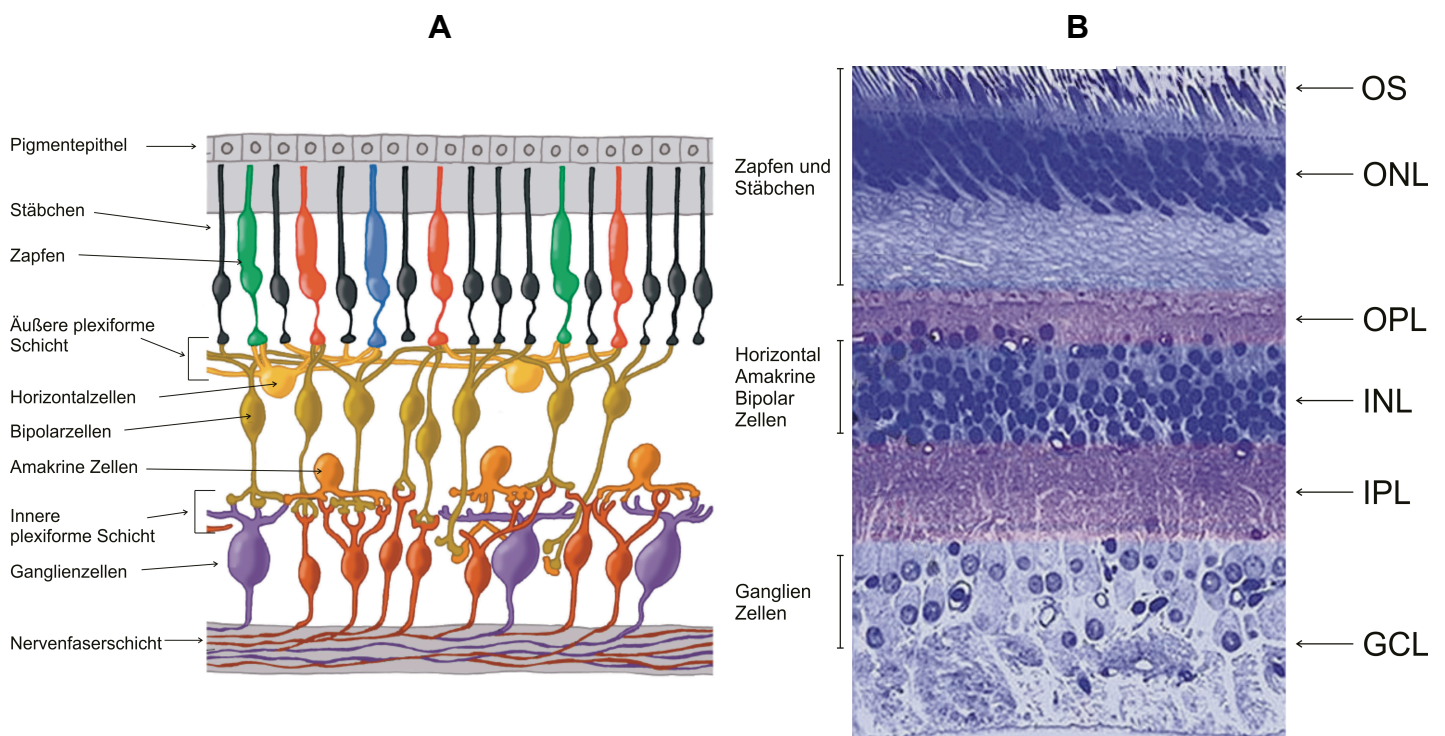 A
Pigmentepithel
Stäbchen
Zapfen
Äußere plexiforme
Schicht
Horizontalzellen
Bipolarzellen
Amakrine Zellen
Innere
plexiforme Schicht
Ganglienzellen
Nervenfaserschicht
B
Zapfen und
Stäbchen
Horizontal
Amakrine
Bipolar
Zellen
Ganglien
Zellen
OS
ONL
OPL
INL
IPL
GCL